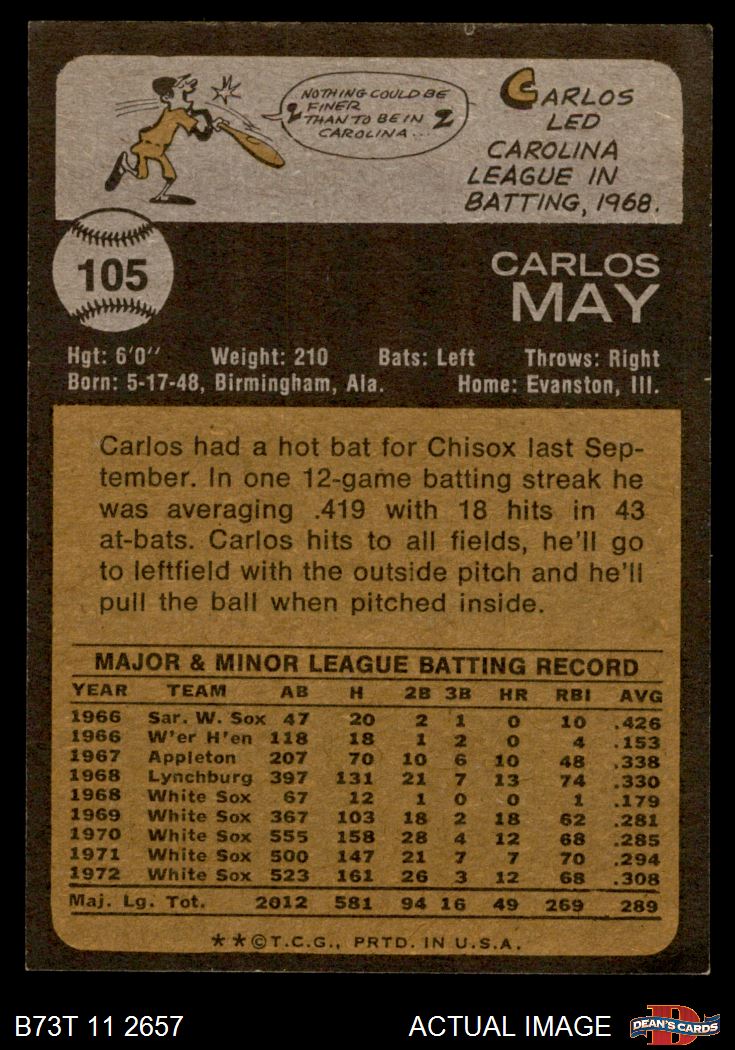 NOTHING COULD BE
FINER
THAN TO BE IN
CAROLINA...
CARLOS
LED
CAROLINA
LEAGUE IN
BATTING, 1968.
105
CARLOS
MAY
Hgt: 6'0" Weight: 210 Bats: Left Throws: Right
Born: 5-17-48, Birmingham, Ala. Home: Evanston, Ill.
Carlos had a hot bat for Chisox last Sep-
tember. In one 12-game batting streak he
was averaging .419 with 18 hits in 43
at-bats. Carlos hits to all fields, he'll go
to leftfield with the outside pitch and he'll
pull the ball when pitched inside.
MAJOR & MINOR LEAGUE BATTING RECORD
YEAR TEAM AB H 2B 3B HR RBI AVG
1966 Sar. W. Sox 47 20 2 1 0 10 .426
1966 W'er H'en 118 18 1 2 0 4 .153
1967 Appleton 207 70 10 6 10 48 .338
1968 Lynchburg 397 131 21 7 13 74 .330
1968 White Sox 67 12 1 0 0 1 .179
1969 White Sox 367 103 18 2 18 62 .281
1970 White Sox 555 158 28 4 12 68 .285
1971 White Sox 500 147 21 7 7 70 .294
1972 White Sox 523 161 26 3 12 68 .308
Maj. Lg. Tot. 2012 581 94 16 49 269 289
**©T.C.G., PRTD. IN U.S.A.
B73T 11 2657 ACTUAL IMAGE
D
DEAN'S CARDS